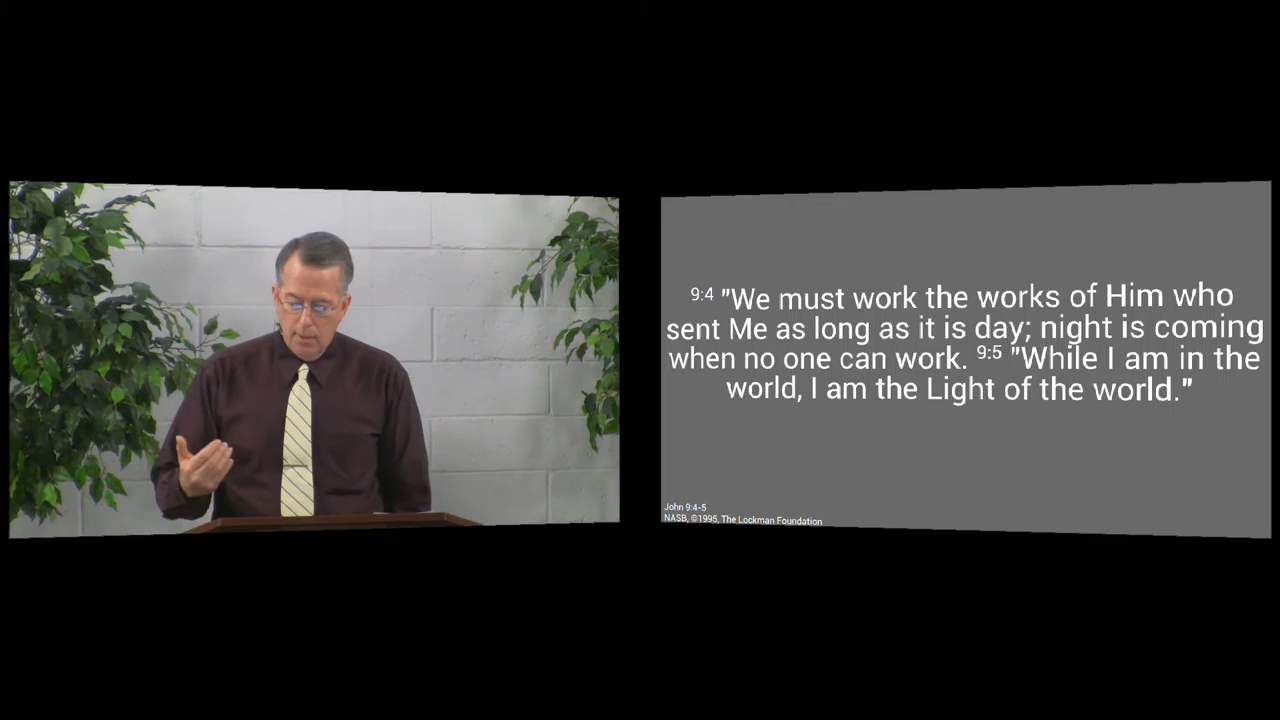 9:4 "We must work the works of Him who
sent Me as long as it is day; night is coming
when no one can work. 9:5 "While I am in the
world, I am the Light of the world."
John 9:4-5
NASB, ©1995, The Lockman Foundation